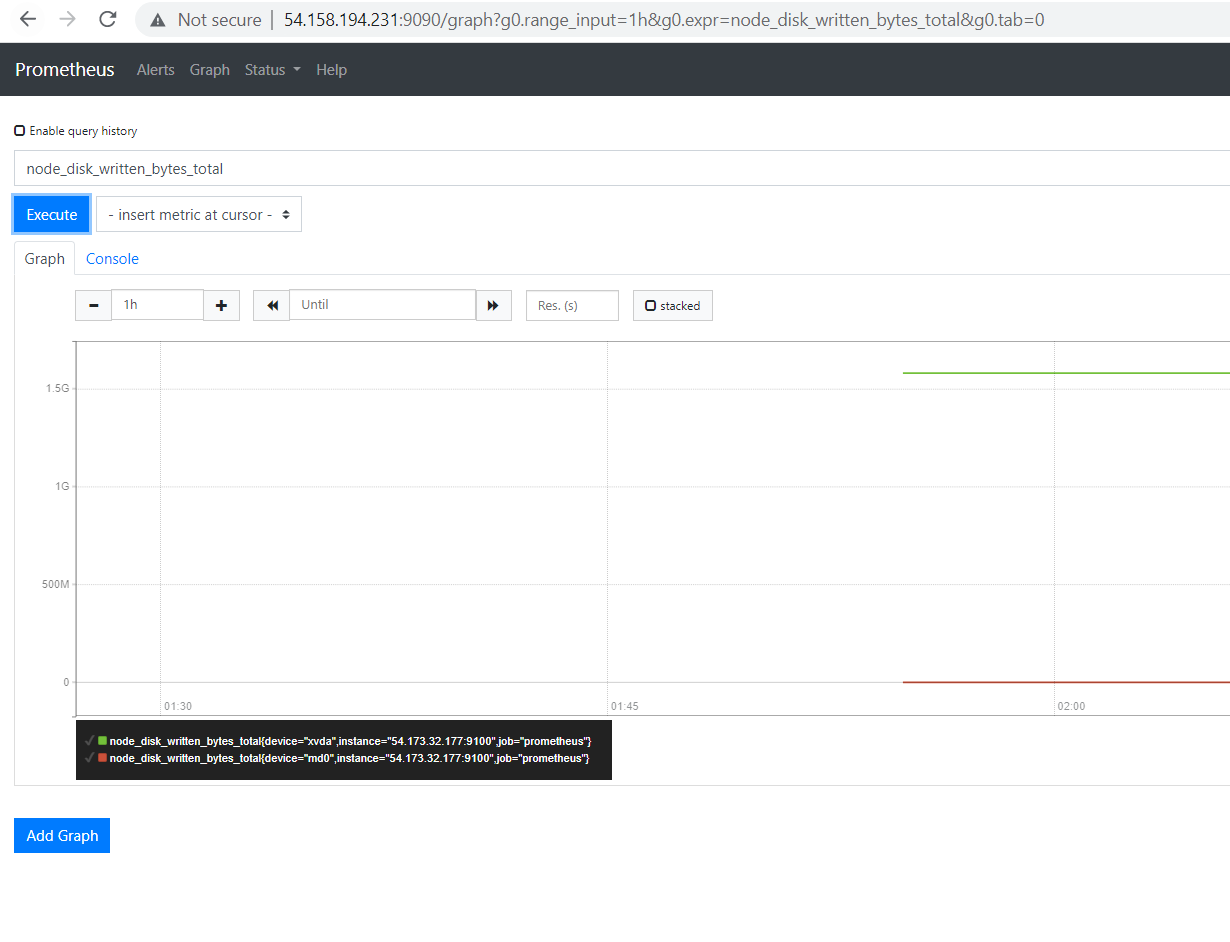 Not secure | 54.158.194.231:9090/graph?g0.range_input=1h&g0.expr=node_disk_written_bytes_total&g0.tab=0
Prometheus Alerts Graph Status Help
Enable query history
node_disk_written_bytes_total
Execute - insert metric at cursor -
Graph Console
1h Until Res. (s) stacked
1.5G
1G
500M
0
01:30 01:45 02:00
node_disk_written_bytes_total{device="xvda",instance="54.173.32.177:9100",job="prometheus"}
node_disk_written_bytes_total{device="md0",instance="54.173.32.177:9100",job="prometheus"}
Add Graph